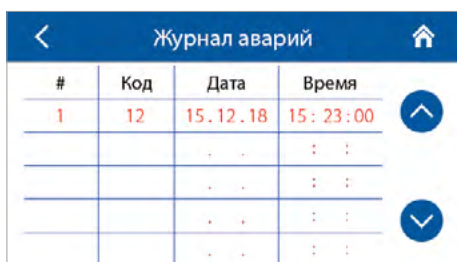 Журнал аварий
# Код Дата Время
1 12 15.12.18 15: 23:00
. . : :
. . : :
. . : :
. . : :